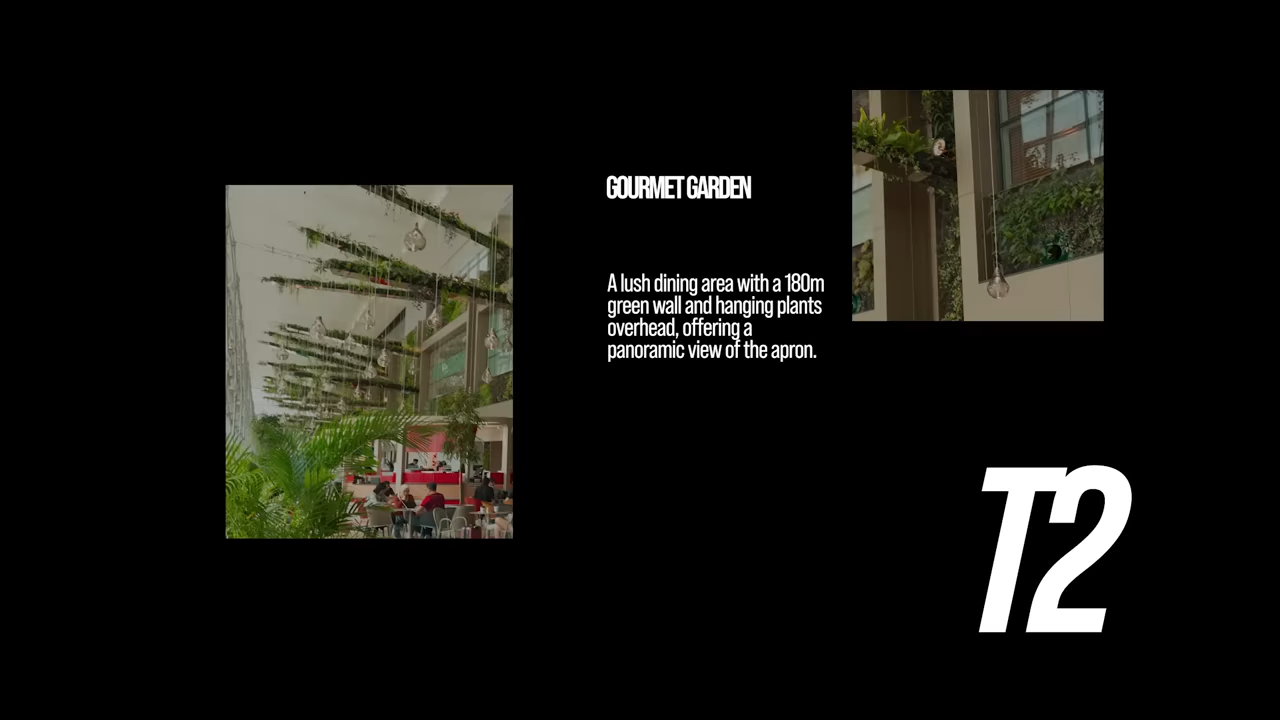 GOURMET GARDEN
A lush dining area with a 180m
green wall and hanging plants
overhead, offering a
panoramic view of the apron.
T2